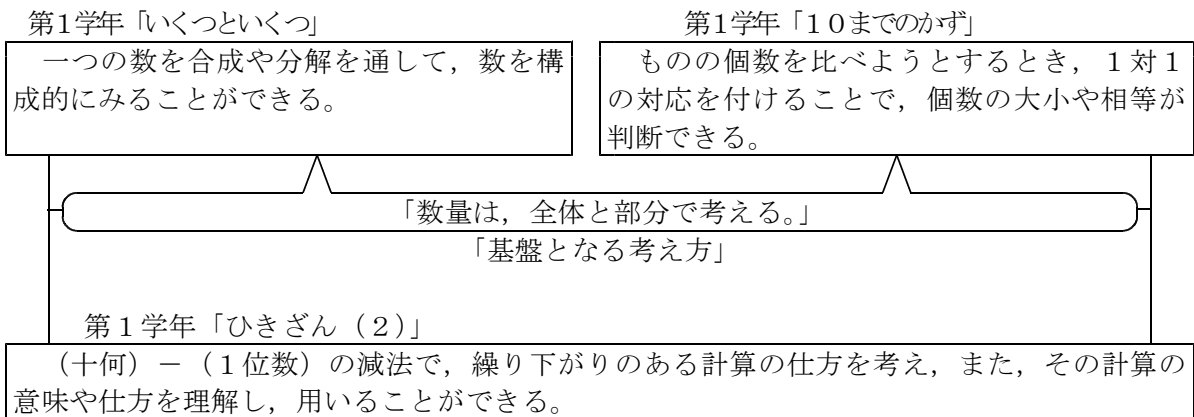 第1学年「いくつといくつ」
一つの数を合成や分解を通して，数を構
成的にみることができる。
第1学年「１０までのかず」
ものの個数を比べようとするとき，１対１
の対応を付けることで，個数の大小や相等が
判断できる。
「数量は，全体と部分で考える。」
「基盤となる考え方」
第１学年「ひきざん（２）」
（十何）－（１位数）の減法で，繰り下がりのある計算の仕方を考え，また，その計算の
意味や仕方を理解し，用いることができる。